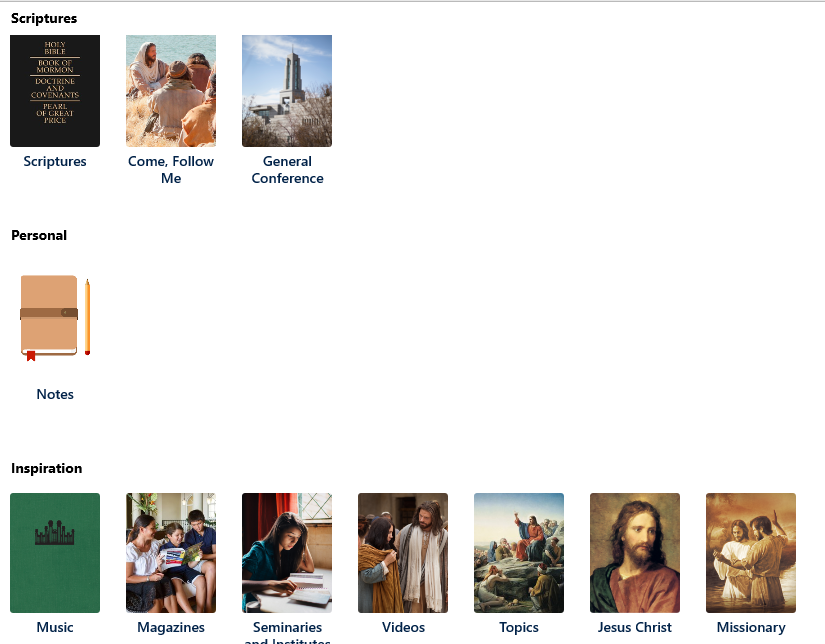 Scriptures
HOLY
BIBLE
BOOK OF
MORMON
DOCTRINE
AND
COVENANTS
PEARL
OF GREAT
PRICE
Scriptures
Come, Follow
Me
General
Conference
Personal
Notes
Inspiration
Music
Magazines
Seminaries
and Institutes
Videos
Topics
Jesus Christ
Missionary